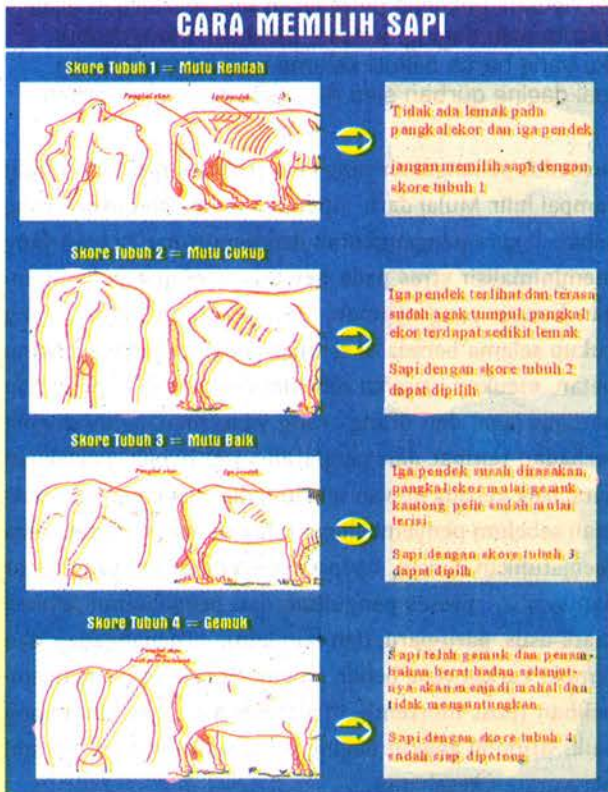 CARA MEMILIH SAPI
Skore Tubuh 1 = Mutu Rendah
Pangkal ekor
Iga pendek
Tidak ada lemak pada
pangkal ekor dan iga pendek
jangan memilih sapi dengan
skore tubuh 1
Skore Tubuh 2 = Mutu Cukup
Iga pendek terlihat dan terasa
sudah agak tumpul, pangkal
ekor terdapat sedikit lemak
Sapi dengan skore tubuh 2
dapat dipilih
Skore Tubuh 3 = Mutu Baik
Pangkal ekor
Iga pendek
Iga pendek susah dirasakan,
pangkal ekor mulai gemuk
kantong pelir sudah mulai
terisi
Sapi dengan skore tubuh 3
dapat dipilih
Skore Tubuh 4 = Gemuk
Pangkal ekor
Sapi telah gemuk dan penam-
bahan berat badan selanjut-
nya akan menjadi mahal dan
tidak menguntungkan
Sapi dengan skore tubuh 4
sudah siap dipotong